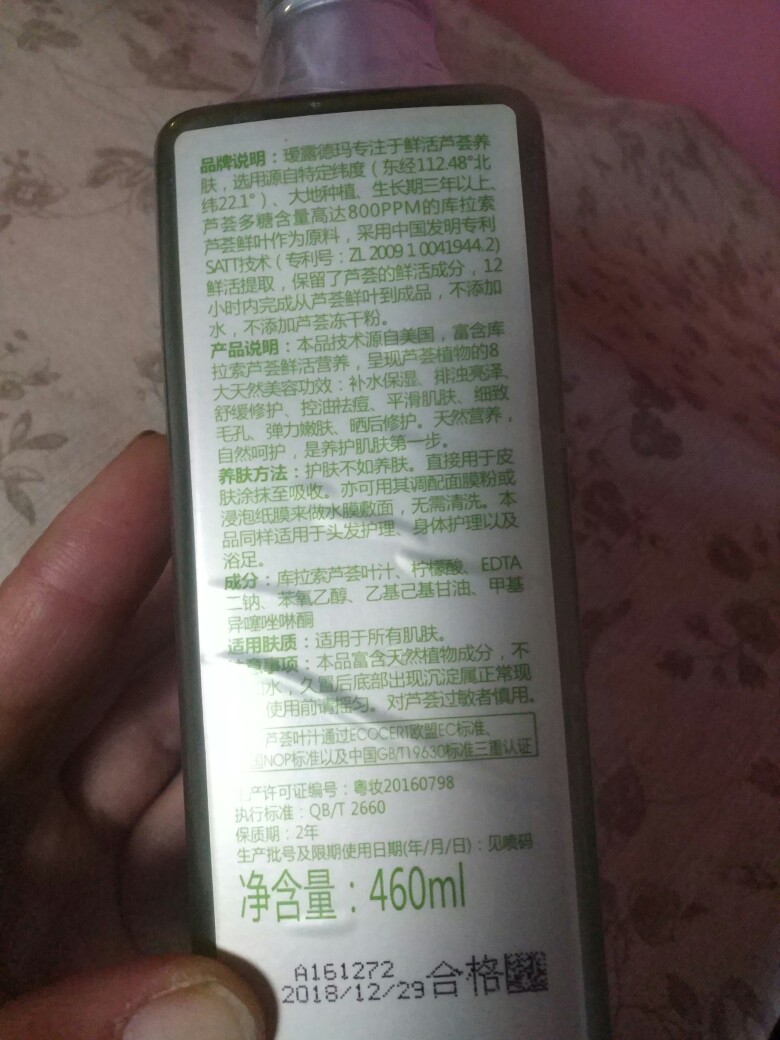 品牌说明：瑷露德玛专注于鲜活芦荟养
肤，选用源自特定纬度（东经112.48°北
纬22.1°）、大地种植、生长期三年以上、
芦荟多糖含量高达800PPM的库拉索
芦荟鲜叶作为原料，采用中国发明专利
SATT技术（专利号：ZL 2009 1 0041944.2）
鲜活提取，保留了芦荟的鲜活成分，12
小时内完成从芦荟鲜叶到成品，不添加
水，不添加芦荟冻干粉。
产品说明：本品技术源自美国，富含库
拉索芦荟鲜活营养，呈现芦荟植物的8
大天然美容功效：补水保湿、排浊亮泽、
舒缓修护、控油祛痘、平滑肌肤、细致
毛孔、弹力嫩肤、晒后修护。天然营养，
自然呵护，是养护肌肤第一步。
养肤方法：护肤不如养肤。直接用于皮
肤涂抹至吸收。亦可用其调配面膜粉或
浸泡纸膜来做水膜敷面，无需清洗。本
品同样适用于头发护理、身体护理以及
浴足。
成分：库拉索芦荟叶汁、柠檬酸、EDTA
二钠、苯氧乙醇、乙基己基甘油、甲基
异噻唑啉酮
适用肤质：适用于所有肌肤。
意事项：本品富含天然植物成分，不
水，久置后底部出现沉淀属正常现
使用前请摇匀。对芦荟过敏者慎用。
芦荟叶汁通过ECOCERT欧盟EC标准、
国NOP标准以及中国GB/T19630标准三重认证
生产许可证编号：粤妆20160798
执行标准：QB/T 2660
保质期：2年
生产批号及限期使用日期(年/月/日)：见喷码
净含量：460ml
A161272
2018/12/29合格